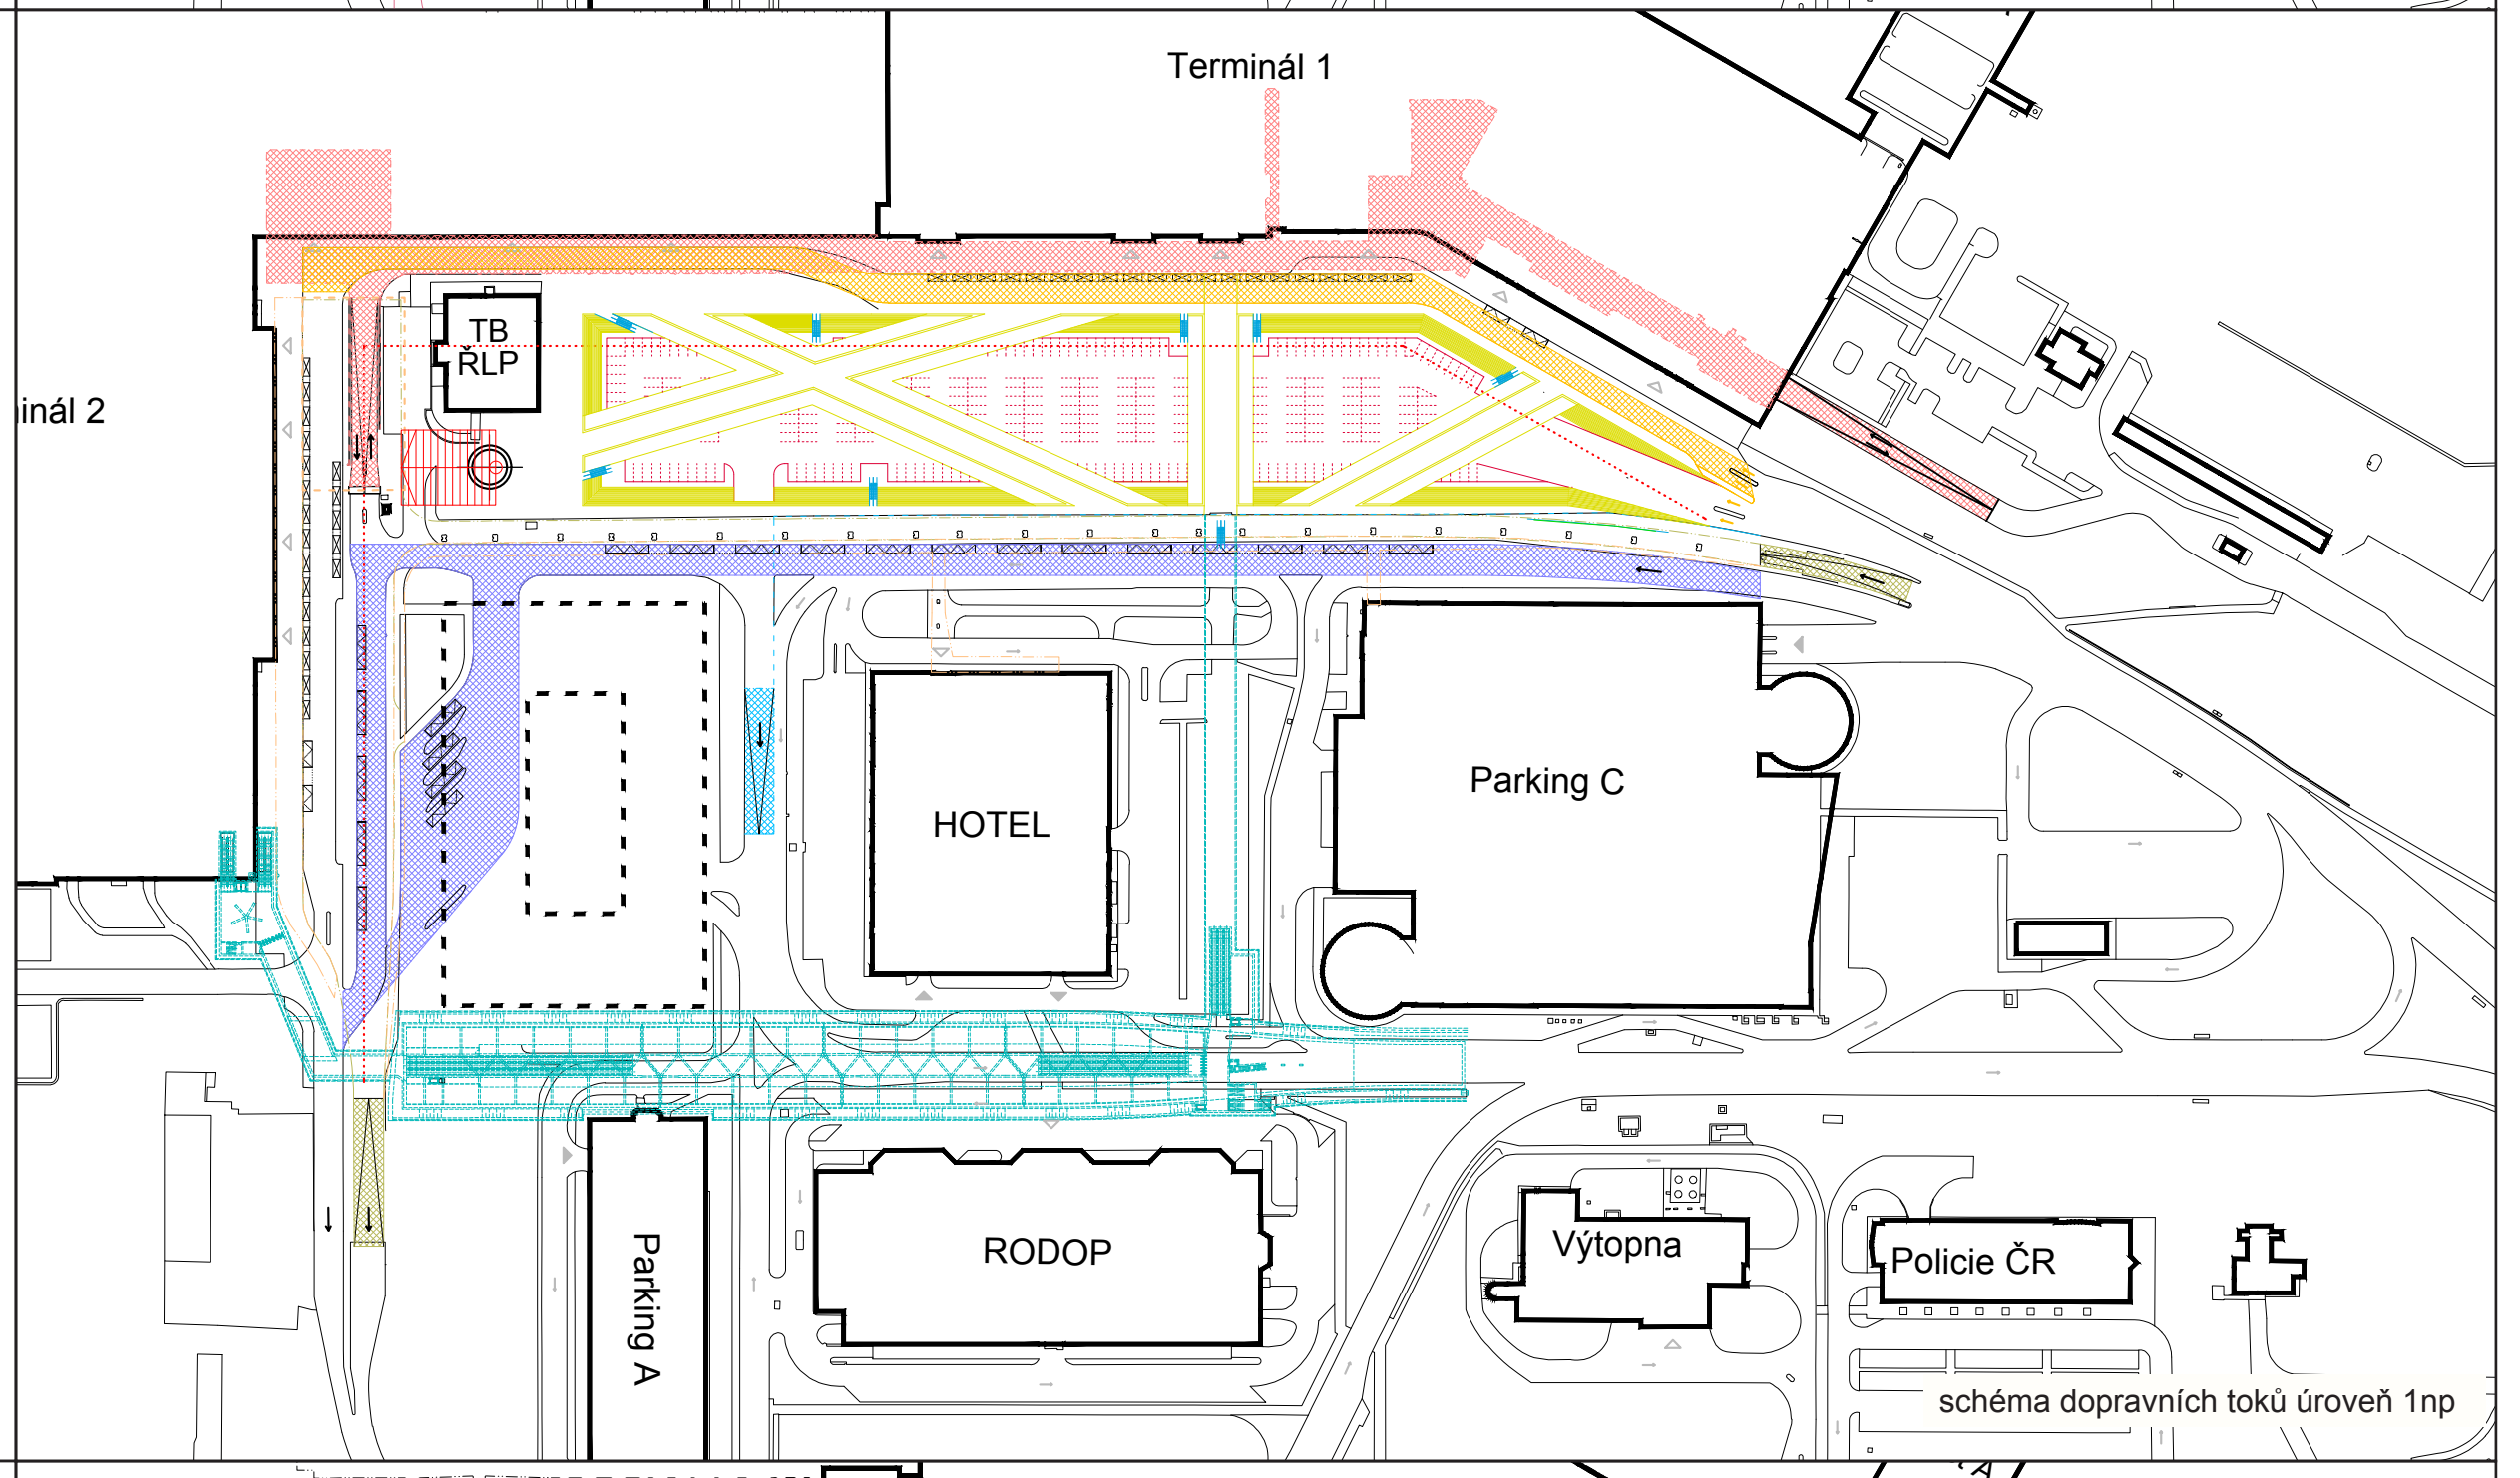 Terminál 1
TB
ŘLP
inál 2
Parking C
HOTEL
Parking A
RODOP
Výtopna
Policie ČR
schéma dopravních toků úroveň 1np